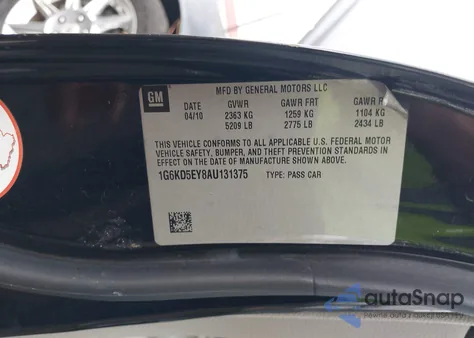 MFD BY GENERAL MOTORS LLC
GM
DATE GVWR GAWR FRT GAWR R
04/10 2363 KG 1259 KG 1104 KG
5209 LB 2775 LB 2434 LB
THIS VEHICLE CONFORMS TO ALL APPLICABLE U.S. FEDERAL MOTOR
VEHICLE SAFETY, BUMPER, AND THEFT PREVENTION STANDARDS IN
EFFECT ON THE DATE OF MANUFACTURE SHOWN ABOVE.
1G6KD5EY8AU131375 TYPE: PASS CAR
autoSnap